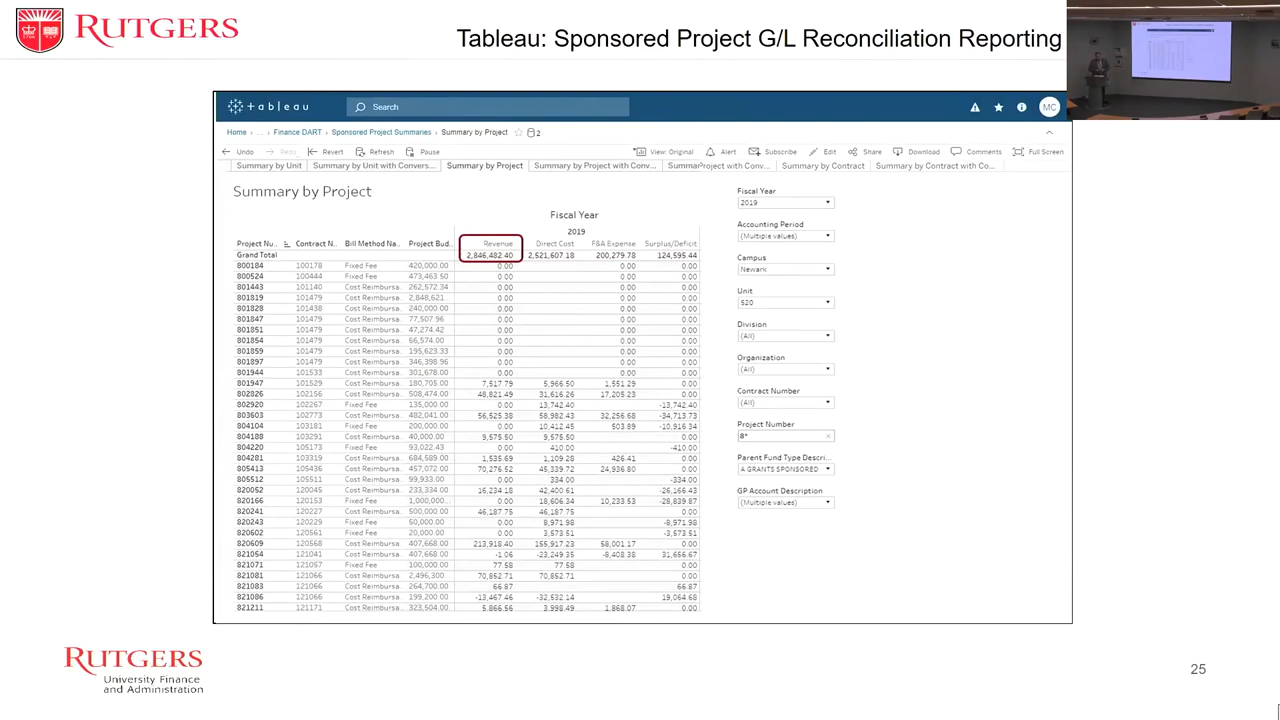 RUTGERS
Tableau: Sponsored Project G/L Reconciliation Reporting
+ a b l e a u
Search
MC
Home > ... > Finance DART > Sponsored Project Summaries > Summary by Project 2
Undo Redo Revert Refresh Pause View: Original Alert Subscribe Edit Share Download Comments Full Screen
Summary by Unit Summary by Unit with Convers... Summary by Project Summary by Project with Conv... Summary with Conv... Summary by Contract Summary by Contract with Co...
Summary by Project
Fiscal Year
2019
Project Nu.. Contract N.. Bill Method Na.. Project Bud.. Revenue Direct Cost F&A Expense Surplus/Deficit
Grand Total 2,846,482.40 2,521,607.18 200,279.78 124,595.44
800184 100178 Fixed Fee 420,000.00 0.00 0.00 0.00
800524 100444 Fixed Fee 473,463.50 0.00 0.00 0.00
801443 101140 Cost Reimbursa.. 262,572.34 0.00 0.00 0.00
801819 101479 Cost Reimbursa.. 2,848,621 0.00 0.00 0.00
801828 101438 Cost Reimbursa.. 240,000.00 0.00 0.00 0.00
801847 101479 Cost Reimbursa.. 77,507.96 0.00 0.00 0.00
801851 101479 Cost Reimbursa.. 47,274.42 0.00 0.00 0.00
801854 101479 Cost Reimbursa.. 66,574.00 0.00 0.00 0.00
801859 101479 Cost Reimbursa.. 195,623.33 0.00 0.00 0.00
801897 101479 Cost Reimbursa.. 346,398.96 0.00 0.00 0.00
801944 101533 Cost Reimbursa.. 301,678.00 0.00 0.00 0.00
801947 101529 Cost Reimbursa.. 180,705.00 7,517.79 5,966.50 1,551.29 0.00
802826 102156 Cost Reimbursa.. 508,474.00 48,821.49 31,616.26 17,205.23 0.00
802920 102067 Fixed Fee 135,000.00 0.00 13,742.40 -13,742.40
803603 102773 Cost Reimbursa.. 482,041.00 56,525.38 58,982.43 32,256.68 -34,713.73
804104 103181 Fixed Fee 200,000.00 0.00 10,412.45 503.89 -10,916.34
804188 103291 Cost Reimbursa.. 40,000.00 9,575.50 9,575.50 0.00
804220 105173 Fixed Fee 93,022.43 0.00 410.00 -410.00
804281 103319 Cost Reimbursa.. 684,589.00 1,535.69 1,109.28 426.41 0.00
805413 105436 Cost Reimbursa.. 457,072.00 70,276.52 45,339.72 24,936.80 0.00
805512 105511 Cost Reimbursa.. 99,933.00 0.00 334.00 -334.00
820052 120045 Cost Reimbursa.. 233,334.00 16,234.18 42,400.61 -26,166.43
820166 120153 Fixed Fee 1,000,000... 0.00 18,606.34 10,233.53 -28,839.87
820241 120227 Cost Reimbursa.. 500,000.00 46,187.75 46,187.75 0.00
820243 120229 Fixed Fee 50,000.00 0.00 8,971.98 -8,971.98
820602 120561 Fixed Fee 20,000.00 0.00 3,573.51 -3,573.51
820609 120568 Cost Reimbursa.. 407,668.00 213,918.40 155,917.23 58,001.17 0.00
821054 121041 Cost Reimbursa.. 407,668.00 -1.06 -23,249.35 -8,408.38 31,656.67
821071 121057 Fixed Fee 100,000.00 77.58 77.58 0.00
821081 121066 Cost Reimbursa.. 2,496,300 70,852.71 70,852.71 0.00
821083 121066 Cost Reimbursa.. 264,700.00 66.87 66.87
821086 121066 Cost Reimbursa.. 199,200.00 -13,467.46 -32,532.14 19,064.68
821211 121171 Cost Reimbursa.. 323,504.00 5,866.56 3,998.49 1,868.07 0.00
Fiscal Year
2019
Accounting Period
(Multiple values)
Campus
Newark
Unit
520
Division
(All)
Organization
(All)
Contract Number
(All)
Project Number
8*
Parent Fund Type Descri..
A GRANTS SPONSORED
GP Account Description
(Multiple values)
RUTGERS
University Finance
and Administration
25